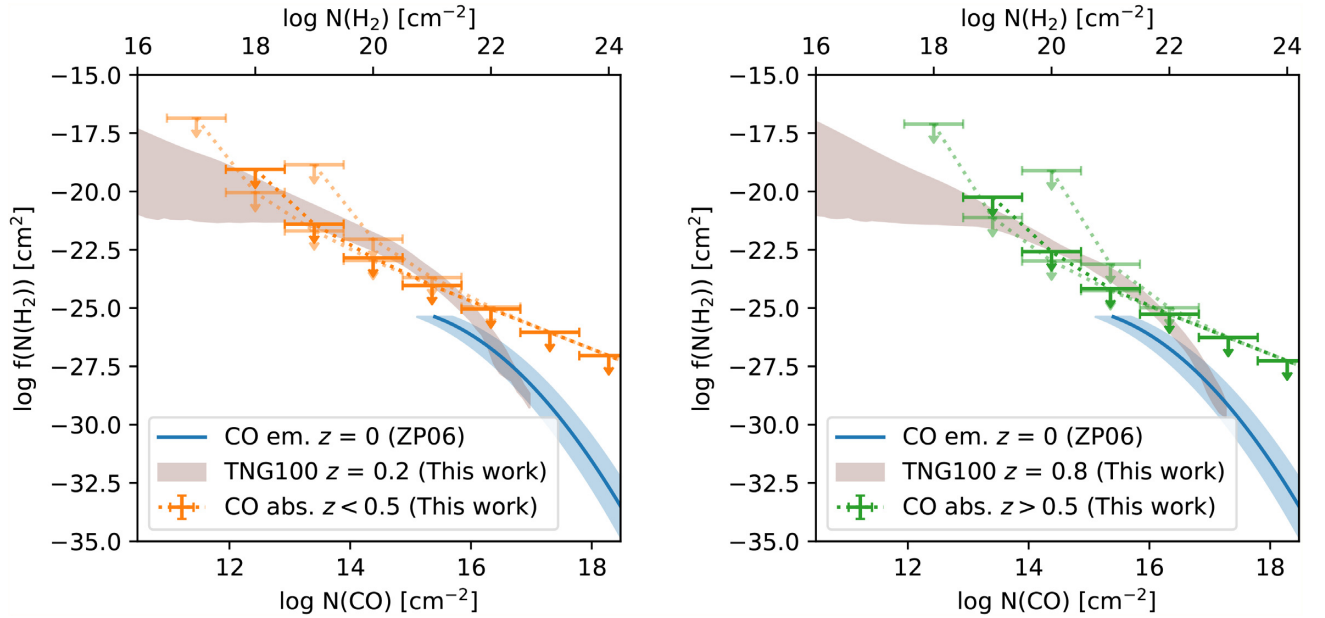 log N(H₂) [cm⁻²]
16 18 20 22 24
−15.0
−17.5
−20.0
−22.5
−25.0
−27.5
−30.0
−32.5
−35.0
log f(N(H₂)) [cm²]
CO em. z = 0 (ZP06)
TNG100 z = 0.2 (This work)
CO abs. z < 0.5 (This work)
12 14 16 18
log N(CO) [cm⁻²]
log N(H₂) [cm⁻²]
16 18 20 22 24
−15.0
−17.5
−20.0
−22.5
−25.0
−27.5
−30.0
−32.5
−35.0
log f(N(H₂)) [cm²]
CO em. z = 0 (ZP06)
TNG100 z = 0.8 (This work)
CO abs. z > 0.5 (This work)
12 14 16 18
log N(CO) [cm⁻²]